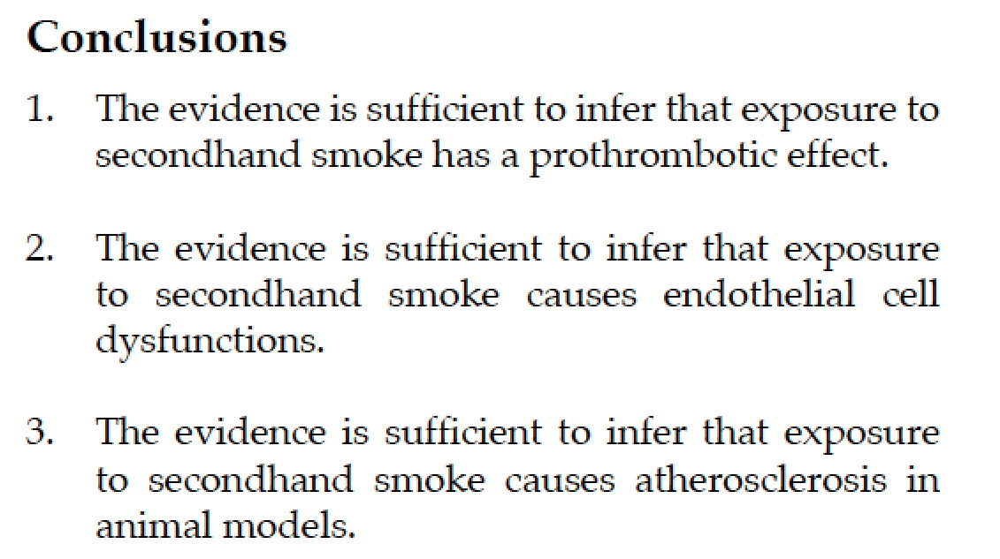 Conclusions
1. The evidence is sufficient to infer that exposure to
secondhand smoke has a prothrombotic effect.
2. The evidence is sufficient to infer that exposure
to secondhand smoke causes endothelial cell
dysfunctions.
3. The evidence is sufficient to infer that exposure
to secondhand smoke causes atherosclerosis in
animal models.